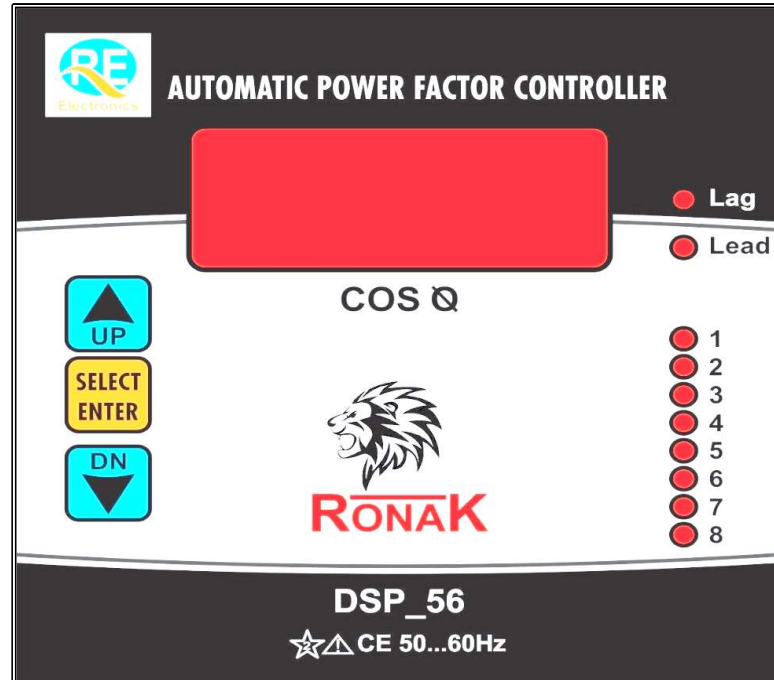 RE
Electronics
AUTOMATIC POWER FACTOR CONTROLLER
Lag
Lead
COS Ø
UP
SELECT
ENTER
DN
1
2
3
4
5
6
7
8
RONAK
DSP_56
2 CE 50...60Hz